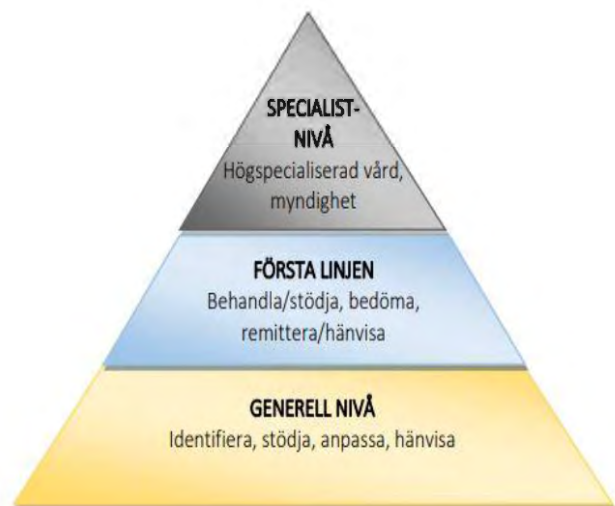 SPECIALIST-
NIVÅ
Högspecialiserad vård,
myndighet
FÖRSTA LINJEN
Behandla/stödja, bedöma,
remittera/hänvisa
GENERELL NIVÅ
Identifiera, stödja, anpassa, hänvisa